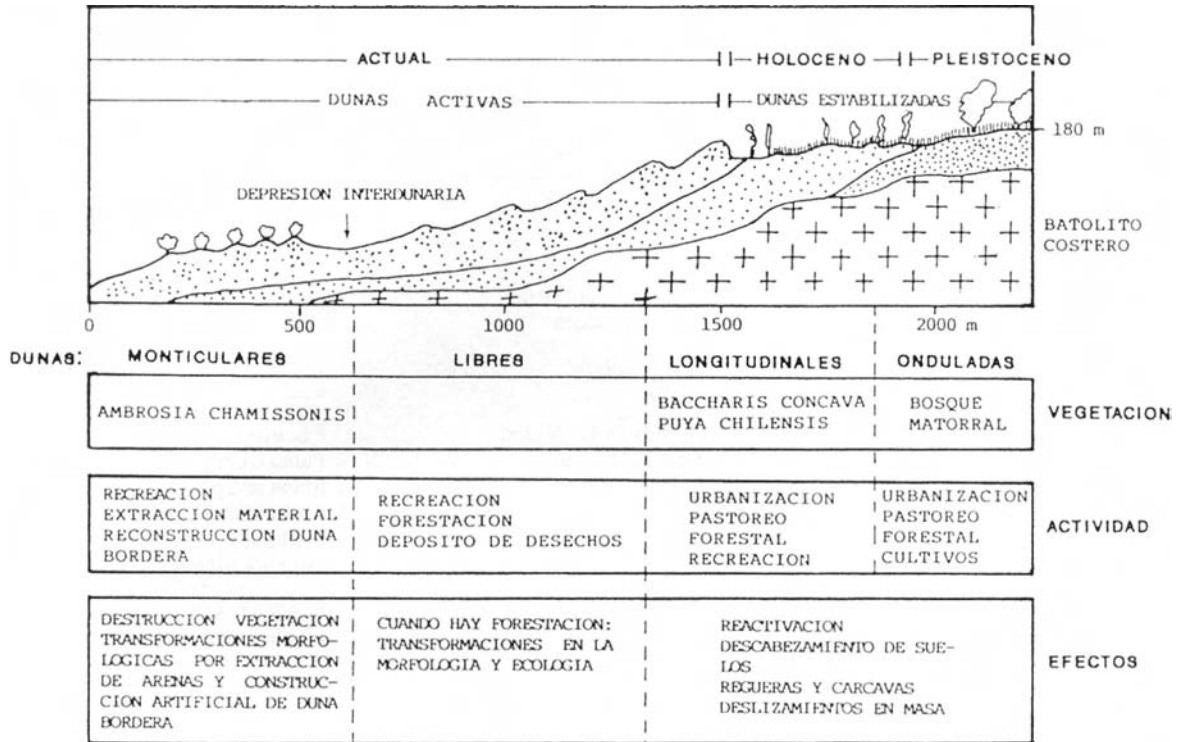 ACTUAL
HOLOCENO
PLEISTOCENO
DUNAS ACTIVAS
DUNAS ESTABILIZADAS
180 m
DEPRESION INTERDUNARIA
BATOLITO
COSTERO
0 500 1000 1500 2000 m
DUNAS: MONTICULARES LIBRES LONGITUDINALES ONDULADAS
AMBROSIA CHAMISSONIS
BACCHARIS CONCAVA
PUYA CHILENSIS
BOSQUE
MATORRAL
VEGETACION
RECREACION
EXTRACCION MATERIAL
RECONSTRUCCION DUNA
BORDERA
RECREACION
FORESTACION
DEPOSITO DE DESECHOS
URBANIZACION
PASTOREO
FORESTAL
RECREACION
URBANIZACION
PASTOREO
FORESTAL
CULTIVOS
ACTIVIDAD
DESTRUCCION VEGETACION
TRANSFORMACIONES MORFO-
LOGICAS POR EXTRACCION
DE ARENAS Y CONSTRUC-
CION ARTIFICIAL DE DUNA
BORDERA
CUANDO HAY FORESTACION:
TRANSFORMACIONES EN LA
MORFOLOGIA Y ECOLOGIA
REACTIVACION
DESCABEZAMIENTO DE SUE-
LOS
REGUERAS Y CARCAVAS
DESLIZAMIENTOS EN MASA
EFECTOS